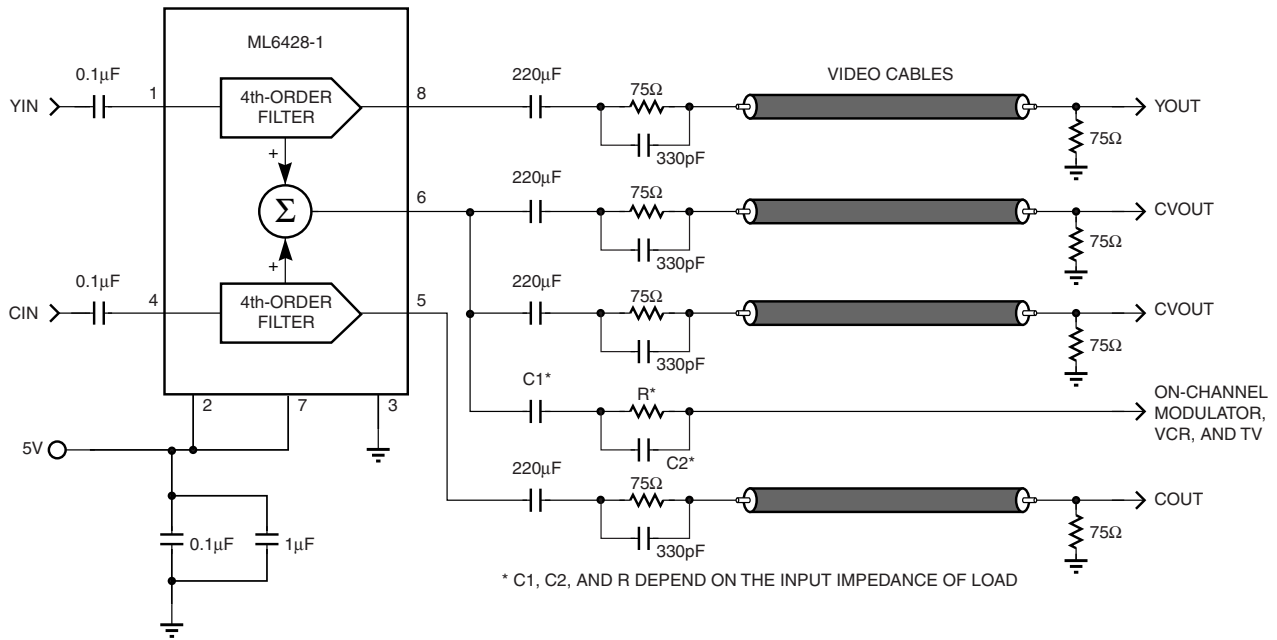 ML6428-1
0.1µF
YIN
1
4th-ORDER
FILTER
8
220µF
75Ω
330pF
VIDEO CABLES
75Ω
YOUT
+
Σ
+
6
220µF
75Ω
330pF
75Ω
CVOUT
0.1µF
CIN
4
4th-ORDER
FILTER
5
220µF
75Ω
330pF
75Ω
CVOUT
C1*
R*
C2*
ON-CHANNEL
MODULATOR,
VCR, AND TV
2
7
3
5V
220µF
75Ω
330pF
75Ω
COUT
0.1µF
1µF
* C1, C2, AND R DEPEND ON THE INPUT IMPEDANCE OF LOAD